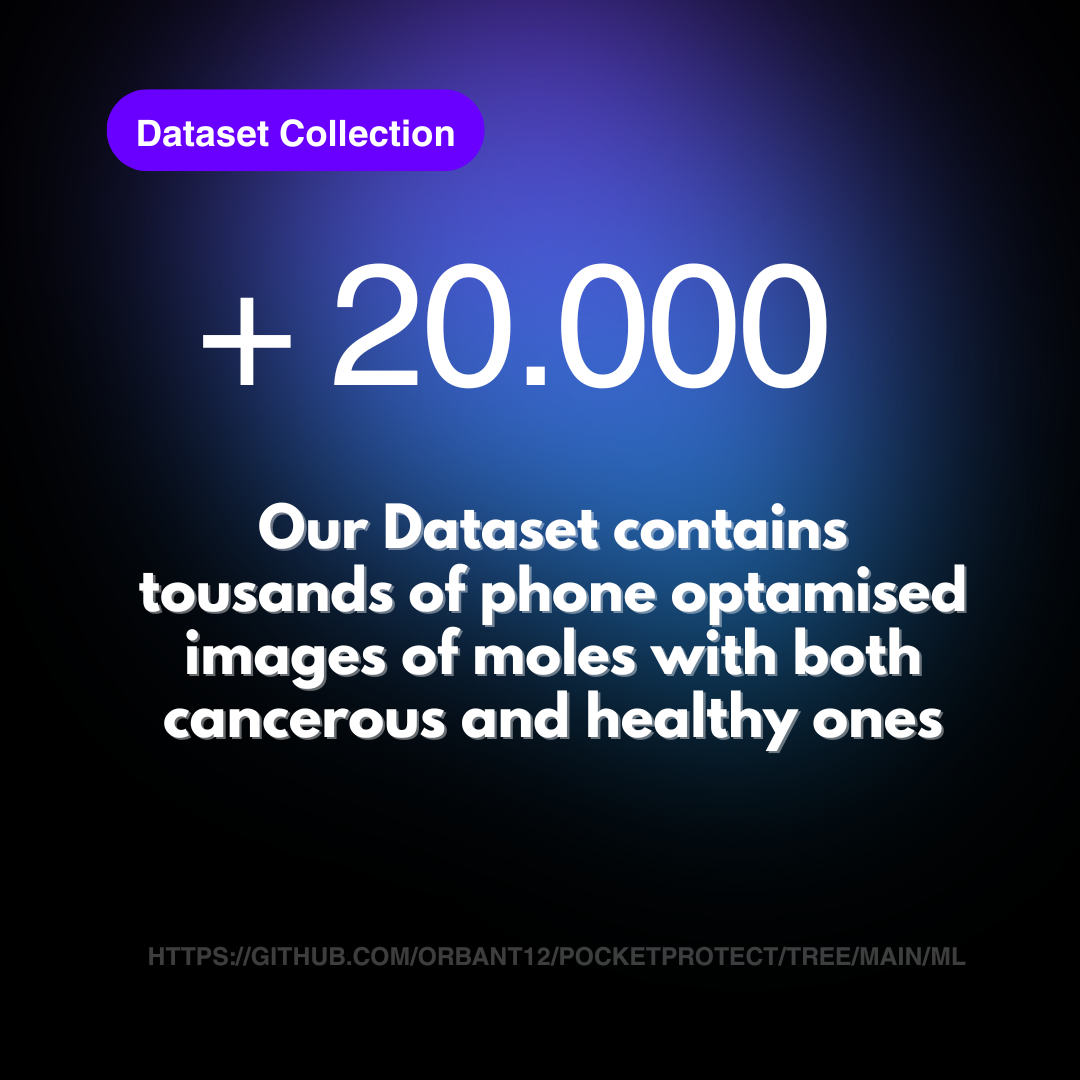 Dataset Collection
+ 20.000
Our Dataset contains
tousands of phone optamised
images of moles with both
cancerous and healthy ones
HTTPS://GITHUB.COM/ORBANT12/POCKETPROTECT/TREE/MAIN/ML